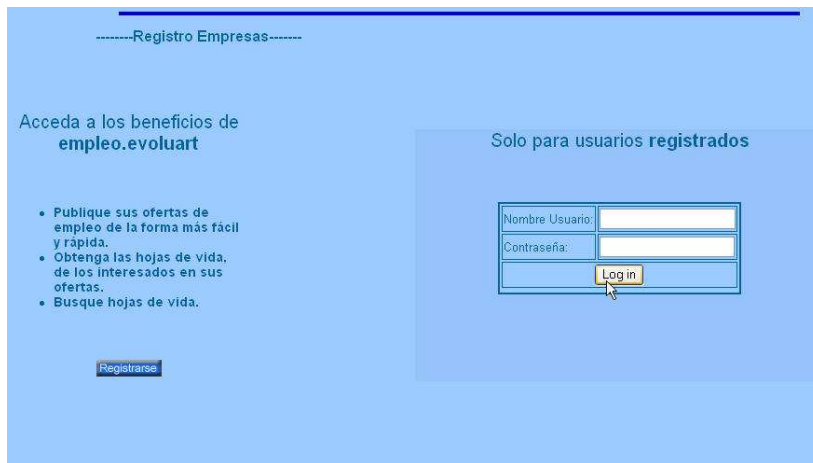 --------Registro Empresas-------
Acceda a los beneficios de
empleo.evoluart
• Publique sus ofertas de
empleo de la forma más fácil
y rápida.
• Obtenga las hojas de vida,
de los interesados en sus
ofertas.
• Busque hojas de vida.
Registrarse
Solo para usuarios registrados
Nombre Usuario:
Contraseña:
Log in